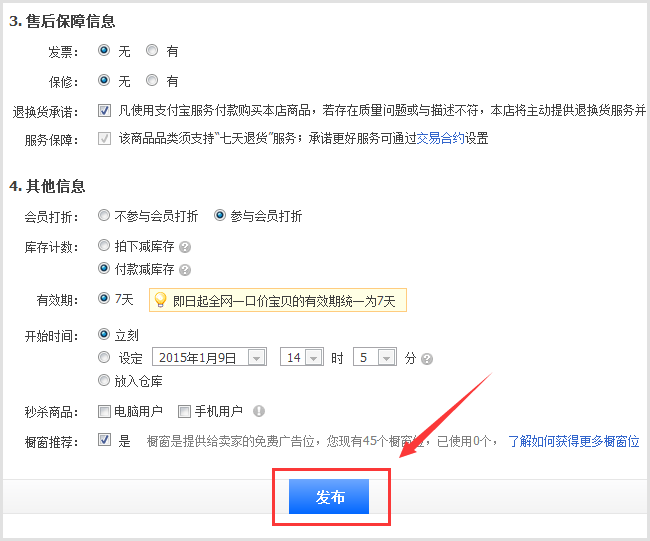 3. 售后保障信息
发票： 无 有
保修： 无 有
退换货承诺： 凡使用支付宝服务付款购买本店商品，若存在质量问题或与描述不符，本店将主动提供退换货服务并
服务保障： 该商品品类须支持“七天退货”服务；承诺更好服务可通过交易合约设置
4. 其他信息
会员打折： 不参与会员打折 参与会员打折
库存计数： 拍下减库存 ?
付款减库存 ?
有效期： 7天 即日起全网一口价宝贝的有效期统一为7天
开始时间： 立刻
设定 2015年1月9日 14 时 5 分 ?
放入仓库
秒杀商品： 电脑用户 手机用户 !
橱窗推荐： 是 橱窗是提供给卖家的免费广告位，您现有45个橱窗位，已使用0个， 了解如何获得更多橱窗位
发布